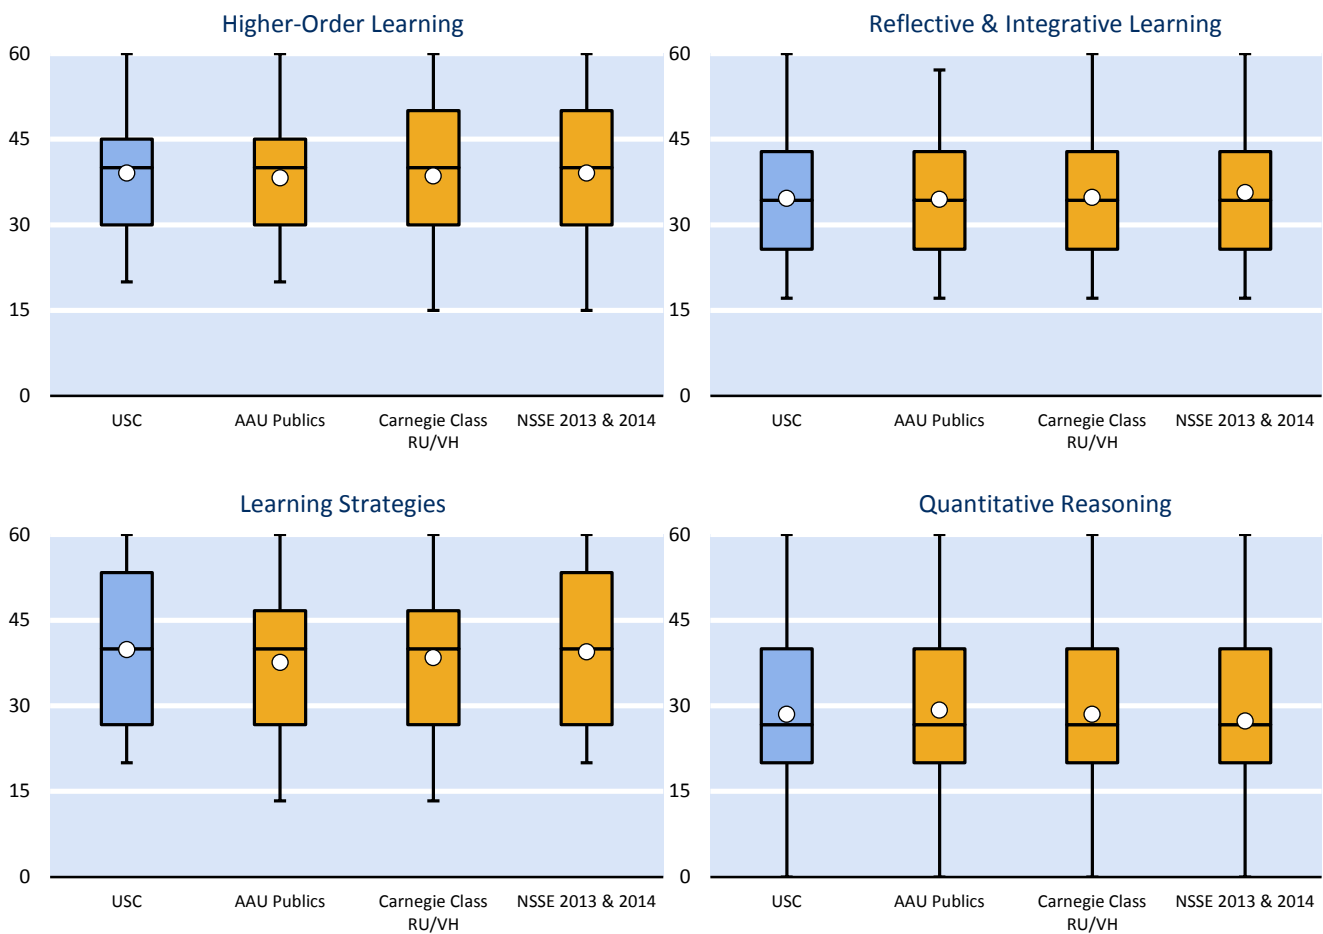 Higher-Order Learning
60
45
30
15
0
USC
AAU Publics
Carnegie Class
RU/VH
NSSE 2013 & 2014
Reflective & Integrative Learning
60
45
30
15
0
USC
AAU Publics
Carnegie Class
RU/VH
NSSE 2013 & 2014
Learning Strategies
60
45
30
15
0
USC
AAU Publics
Carnegie Class
RU/VH
NSSE 2013 & 2014
Quantitative Reasoning
60
45
30
15
0
USC
AAU Publics
Carnegie Class
RU/VH
NSSE 2013 & 2014